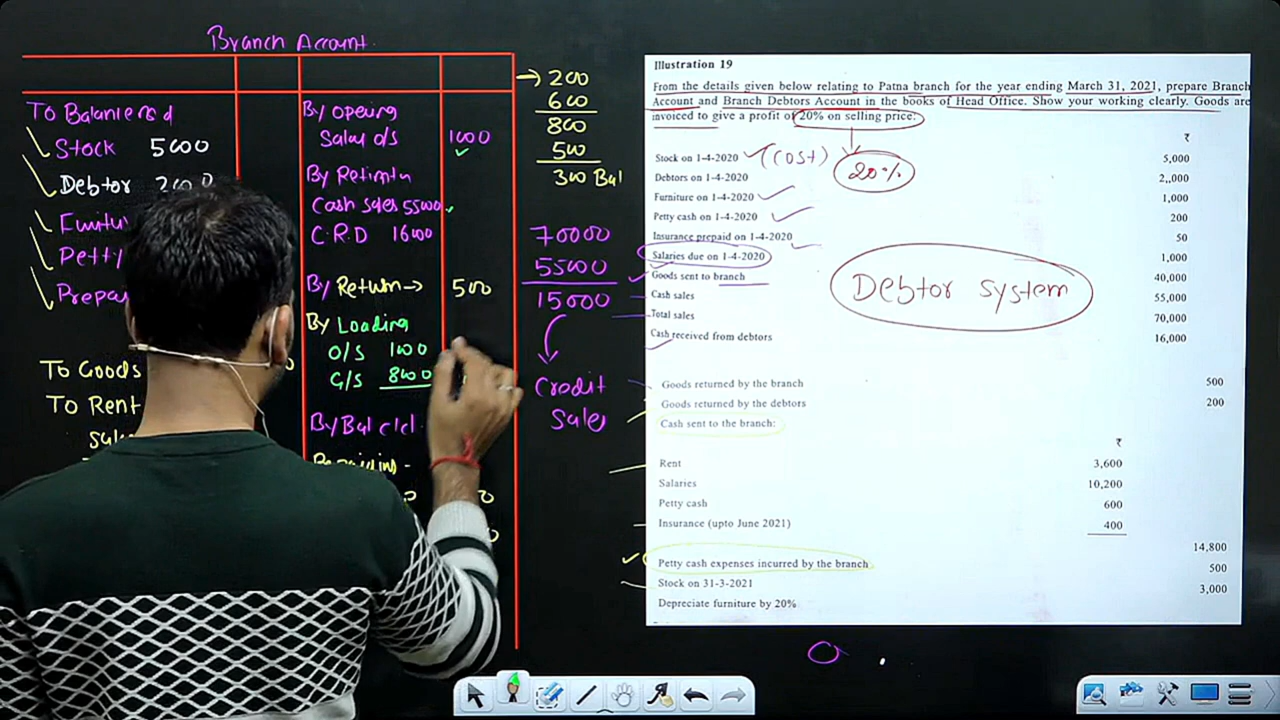 Branch Account
To Balance b d
Stock 5000
Debtor 2000
Furnitu
Petty
Prepai
To Goods
To Rent
By opeing
Salary o/s 1000
By Remittn
Cash sales 55000
C.R.D 16000
By Return→ 500
By Loading
O/S 1000
G/S 8000
By Bal c/d.
→ 200
600
800
500
300 Bal
70000
55000
15000
Credit
Sales
Illustration 19
From the details given below relating to Patna branch for the year ending March 31, 2021, prepare Branch
Account and Branch Debtors Account in the books of Head Office. Show your working clearly. Goods are
invoiced to give a profit of 20% on selling price:
₹
Stock on 1-4-2020 (COST) 20% 5,000
Debtors on 1-4-2020 2,,000
Furniture on 1-4-2020 1,000
Petty cash on 1-4-2020 200
Insurance prepaid on 1-4-2020 50
Salaries due on 1-4-2020 1,000
Goods sent to branch 40,000
Debtor system
Cash sales 55,000
Total sales 70,000
Cash received from debtors 16,000
Goods returned by the branch 500
Goods returned by the debtors 200
Cash sent to the branch:
₹
Rent 3,600
Salaries 10,200
Petty cash 600
Insurance (upto June 2021) 400
14,800
Petty cash expenses incurred by the branch 500
Stock on 31-3-2021 3,000
Depreciate furniture by 20%